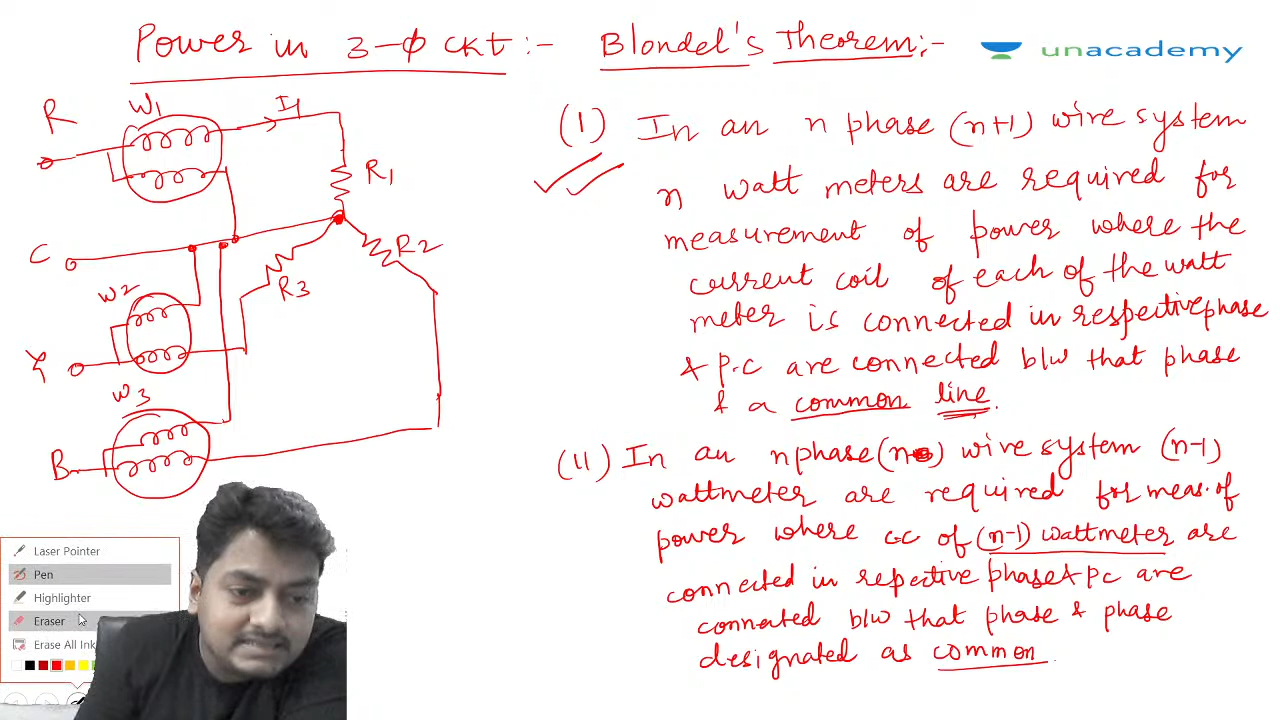 Power in 3-ϕ CKT:- Blondel's Theorem:-
unacademy
R
W1
I1
R1
C
R2
R3
W2
Y
W3
B
(I) In an n phase (n+1) wire system
n watt meters are required for
measurement of power where the
current coil of each of the watt
meter is connected in respective phase
& P.C are connected b/w that phase
& a common line.
(II) In an n phase (n) wire system (n-1)
wattmeter are required for meas. of
power where C.C of (n-1) wattmeter are
connected in repective phase & pc are
connected b/w that phase & phase
designated as common.
Laser Pointer
Pen
Highlighter
Eraser
Erase All Ink